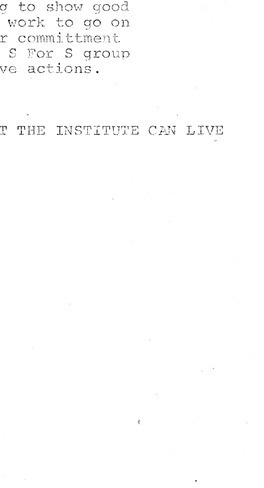 g to show good
work to go on
r committment
S For S group
ve actions.
T THE INSTITUTE CAN LIVE